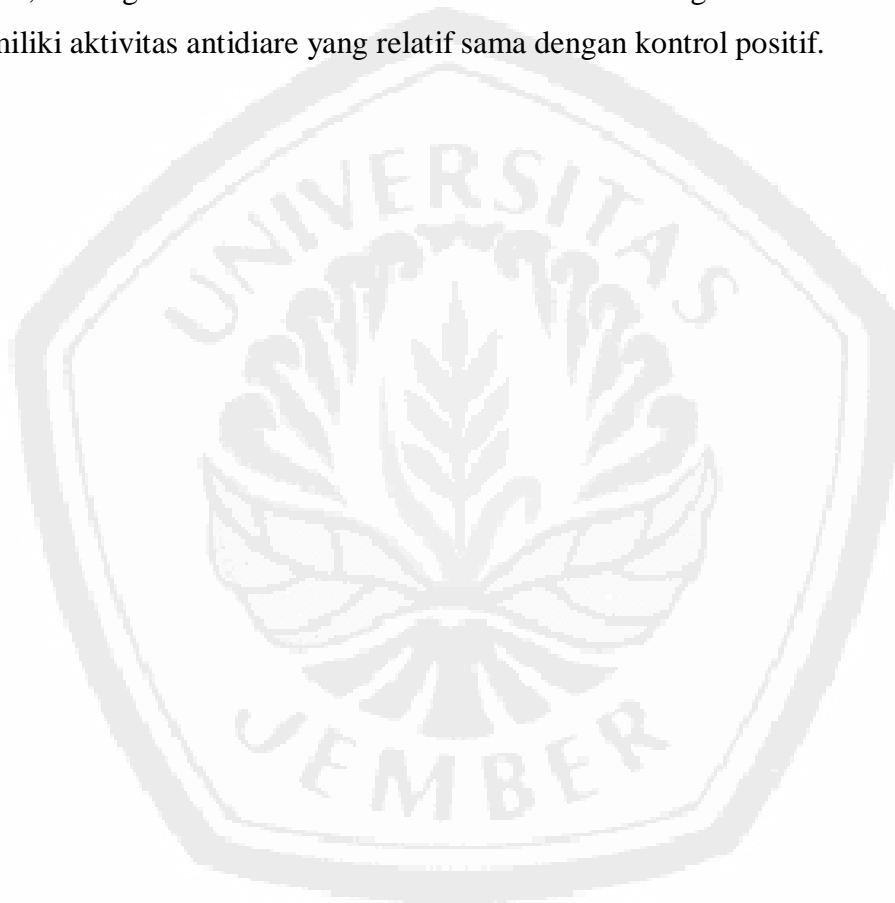 miliki aktivitas antidiare yang relatif sama dengan kontrol positif.
UNIVERSITAS
JEMBER